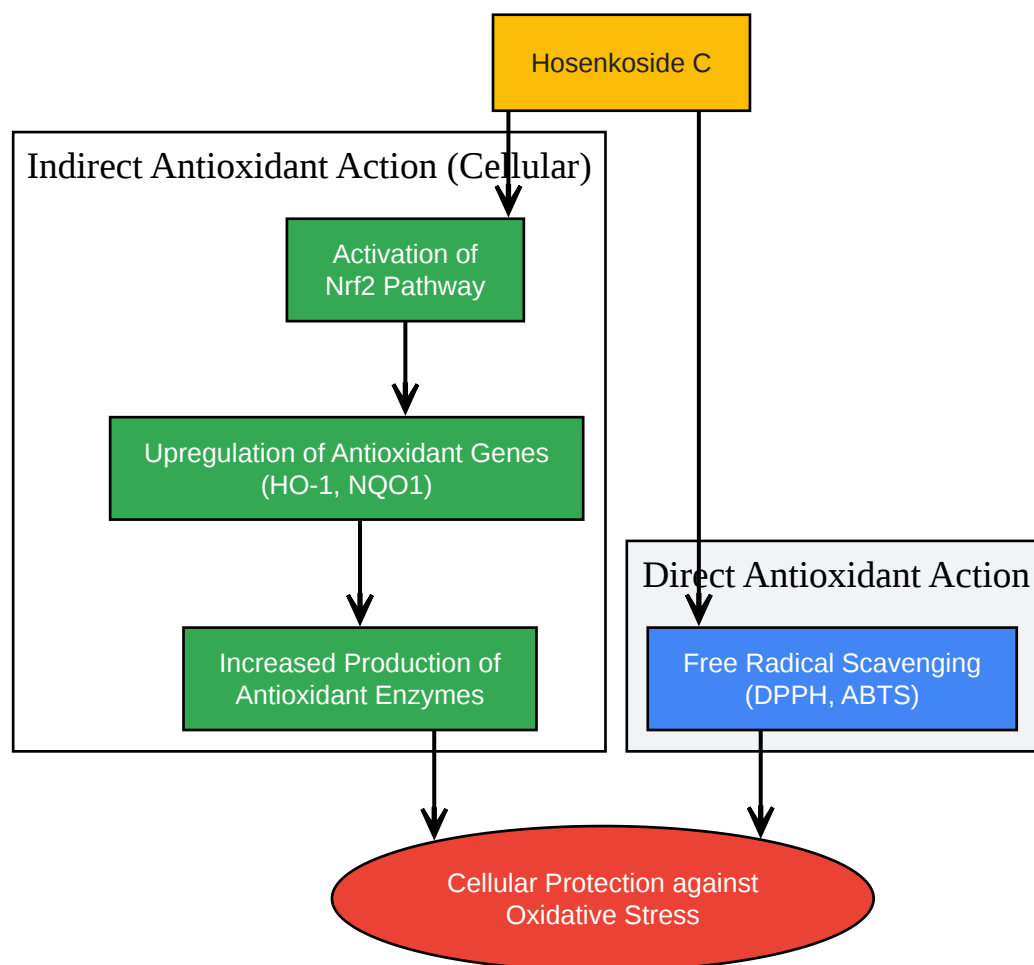 Hosenkoside C
Indirect Antioxidant Action (Cellular)
Activation of
Nrf2 Pathway
Upregulation of Antioxidant Genes
(HO-1, NQO1)
Increased Production of
Antioxidant Enzymes
Direct Antioxidant Action
Free Radical Scavenging
(DPPH, ABTS)
Cellular Protection against
Oxidative Stress